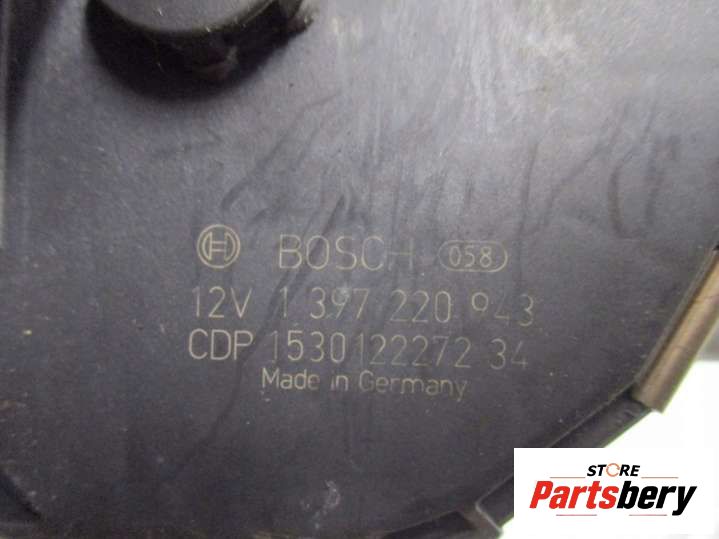 BOSCH 058
12V 1 397 220 943
CDP 1530122272 34
Made in Germany
STORE
Partsbery